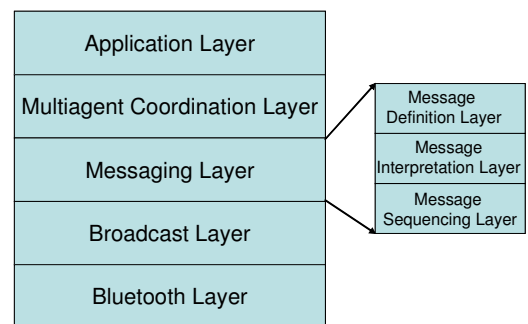 Application Layer
Multiagent Coordination Layer
Messaging Layer
Broadcast Layer
Bluetooth Layer
Message
Definition Layer
Message
Interpretation Layer
Message
Sequencing Layer